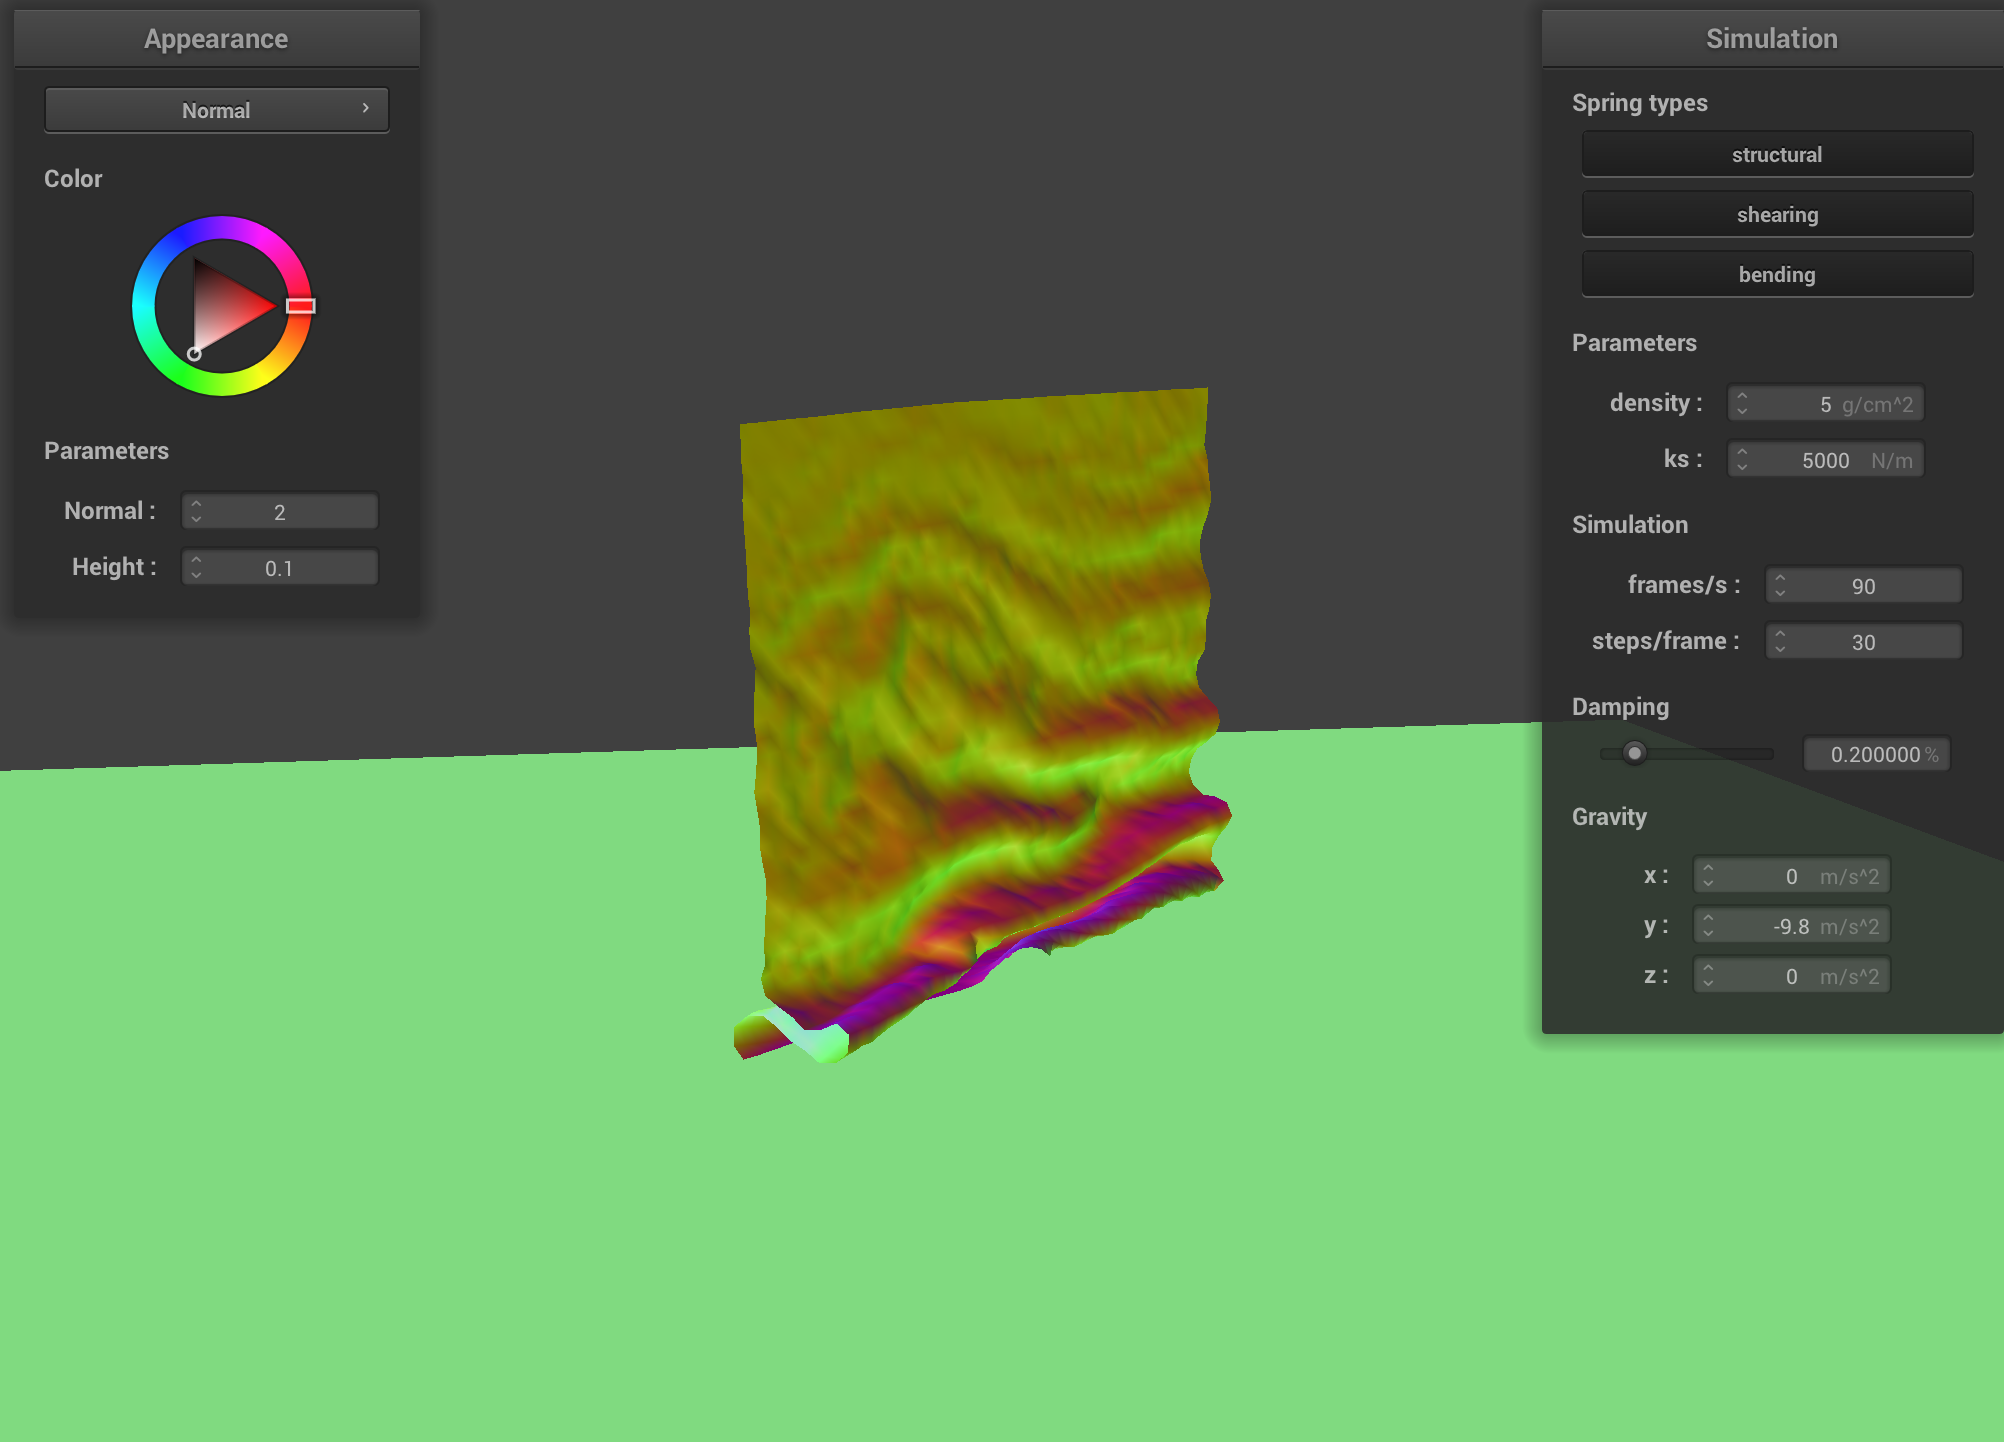 Appearance
Normal
Color
Parameters
Normal : 2
Height : 0.1
Simulation
Spring types
structural
shearing
bending
Parameters
density : 5 g/cm^2
ks : 5000 N/m
Simulation
frames/s : 90
steps/frame : 30
Damping
0.200000 %
Gravity
x : 0 m/s^2
y : -9.8 m/s^2
z : 0 m/s^2